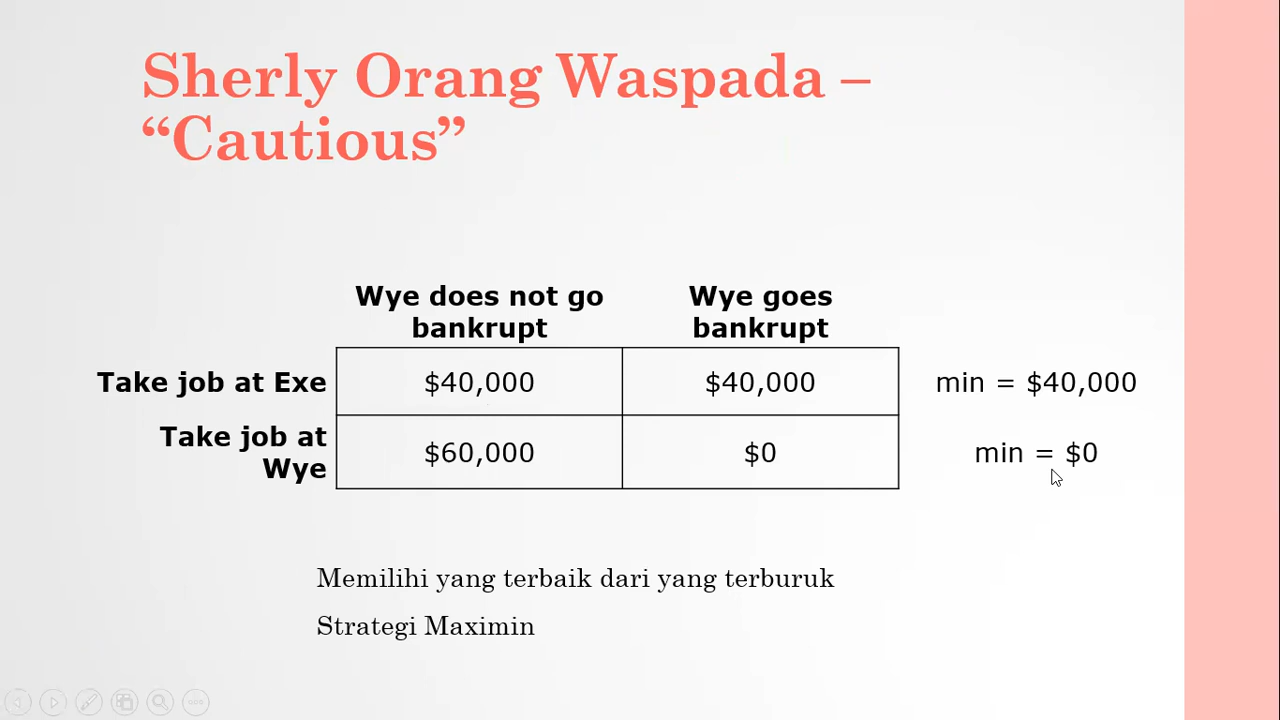 Sherly Orang Waspada –
“Cautious”
Wye does not go
bankrupt
Wye goes
bankrupt
Take job at Exe
$40,000
$40,000
min = $40,000
Take job at
Wye
$60,000
$0
min = $0
Memilihi yang terbaik dari yang terburuk
Strategi Maximin